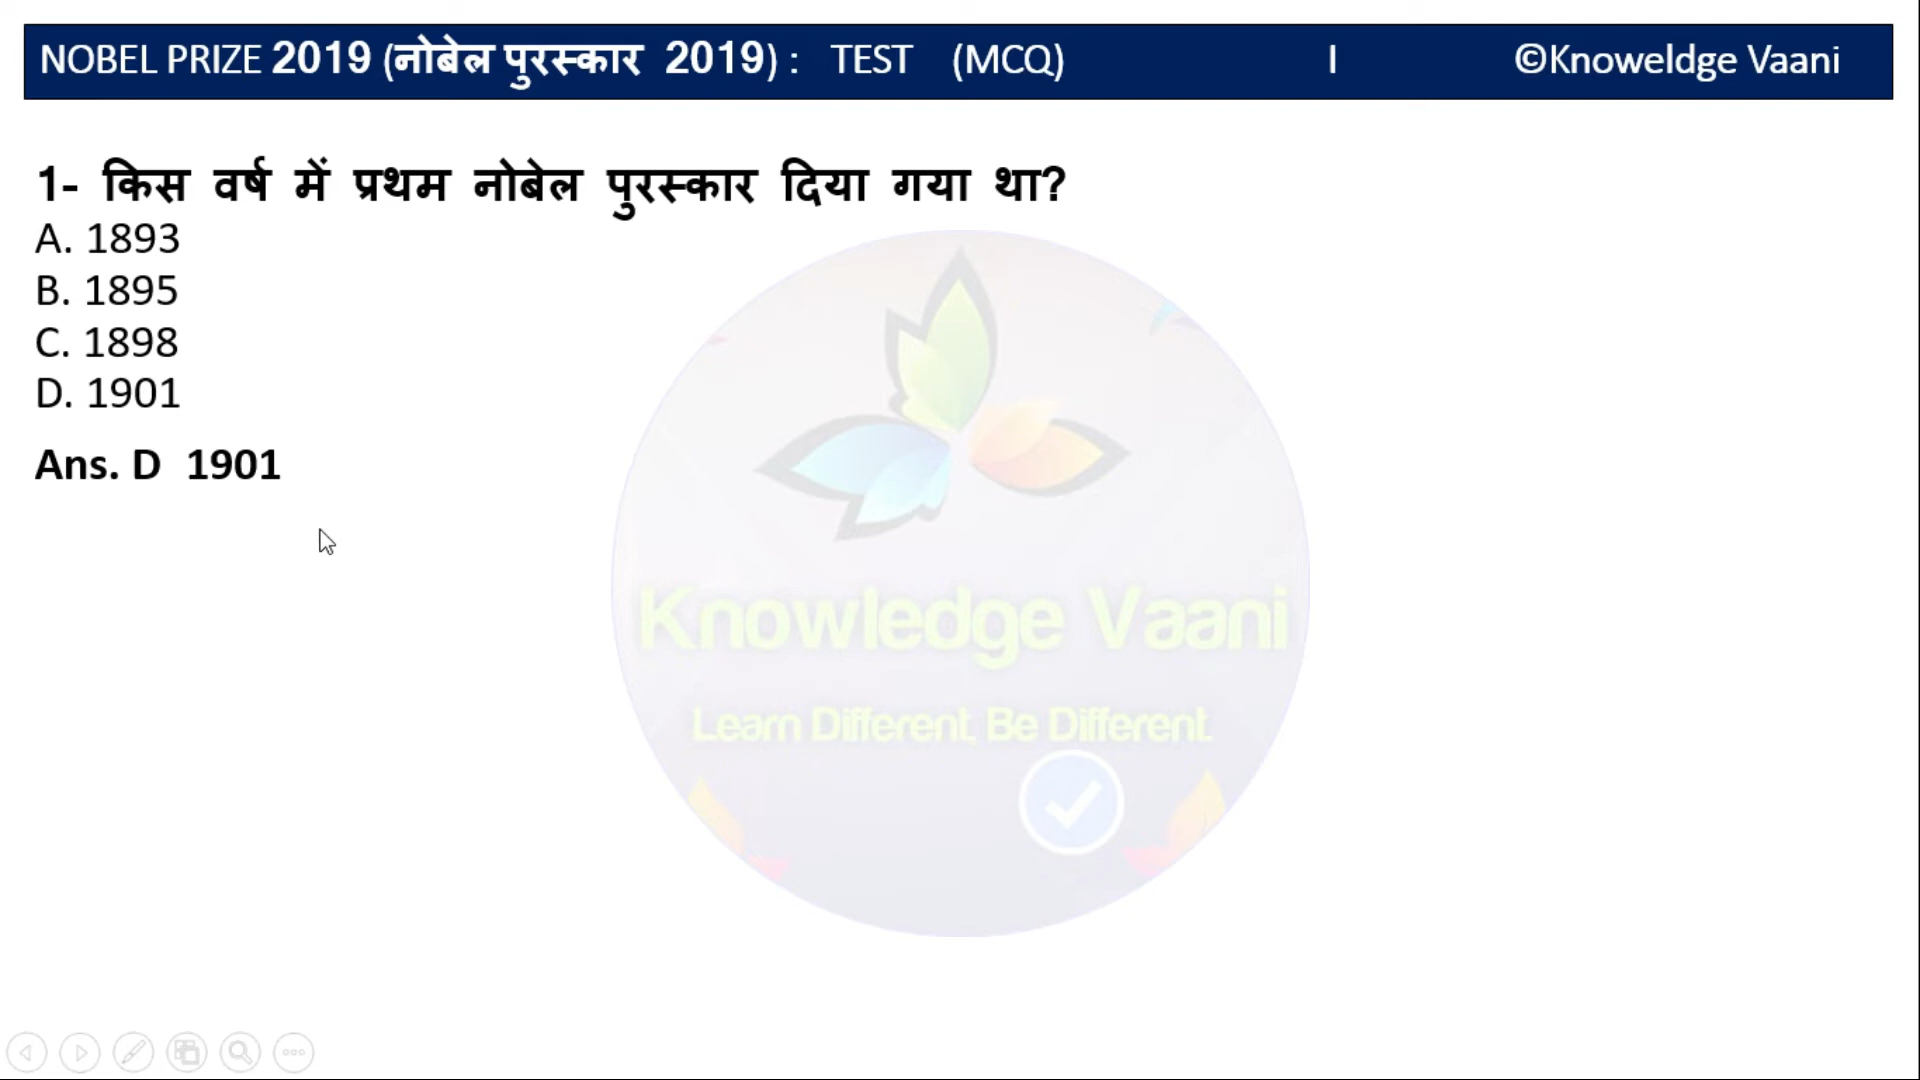 NOBEL PRIZE 2019 (नोबेल पुरस्कार 2019) : TEST (MCQ) I ©Knoweldge Vaani
1- किस वर्ष में प्रथम नोबेल पुरस्कार दिया गया था?
A. 1893
B. 1895
C. 1898
D. 1901
Ans. D 1901
Knowledge Vaani
Learn Different, Be Different.